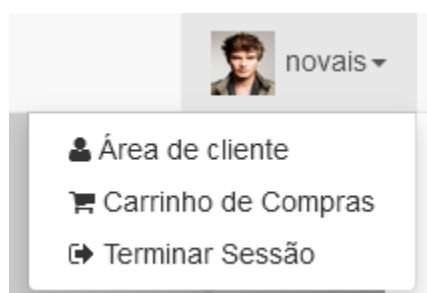 novais
Área de cliente
Carrinho de Compras
Terminar Sessão